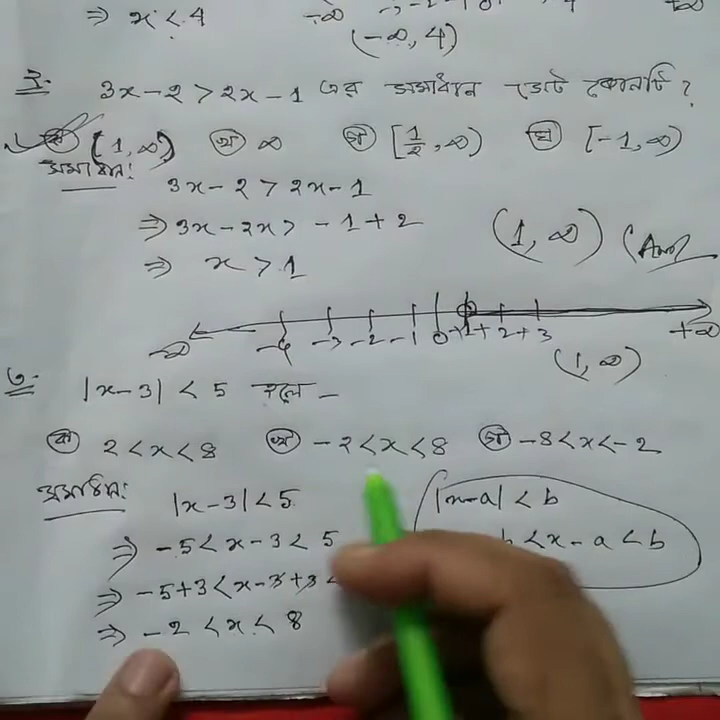 ⇒ x < 4
(-∞, 4)
২. 3x-2 > 2x-1 এর সমাধান সেট কোনটি?
ক (1, ∞) খ ∞ গ [1/2, ∞) ঘ [-1, ∞)
সমাধান:
3x-2 > 2x-1
⇒ 3x-2x > -1+2
⇒ x > 1
(1, ∞) (Ans)
-∞ -4 -3 -2 -1 0 +1 +2 +3 +∞
(1, ∞)
৩. |x-3| < 5 হলে -
ক 2<x<8 খ -2<x<8 গ -8<x<-2
সমাধান:
|x-3| < 5
⇒ -5 < x-3 < 5
⇒ -5+3 < x-3+3 <
⇒ -2 < x < 8
|x-a| < b
b < x-a < b